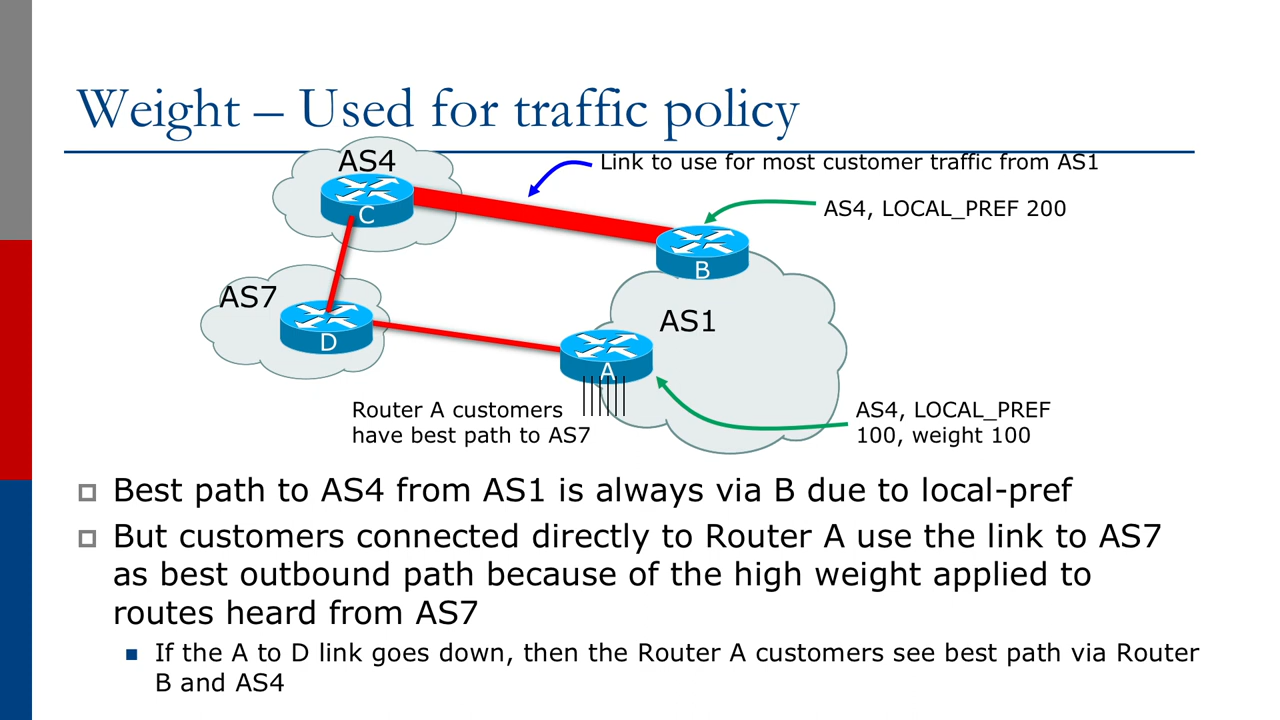 Weight – Used for traffic policy
AS4
Link to use for most customer traffic from AS1
C
AS4, LOCAL_PREF 200
B
AS7
D
AS1
A
Router A customers
have best path to AS7
AS4, LOCAL_PREF
100, weight 100
Best path to AS4 from AS1 is always via B due to local-pref
But customers connected directly to Router A use the link to AS7
as best outbound path because of the high weight applied to
routes heard from AS7
If the A to D link goes down, then the Router A customers see best path via Router
B and AS4